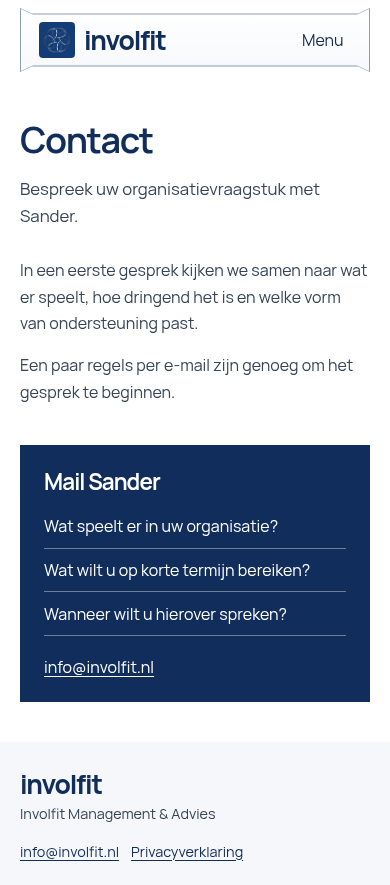 involfit
Menu
Contact
Bespreek uw organisatievraagstuk met
Sander.
In een eerste gesprek kijken we samen naar wat
er speelt, hoe dringend het is en welke vorm
van ondersteuning past.
Een paar regels per e-mail zijn genoeg om het
gesprek te beginnen.
Mail Sander
Wat speelt er in uw organisatie?
Wat wilt u op korte termijn bereiken?
Wanneer wilt u hierover spreken?
info@involfit.nl
involfit
Involfit Management & Advies
info@involfit.nl Privacyverklaring